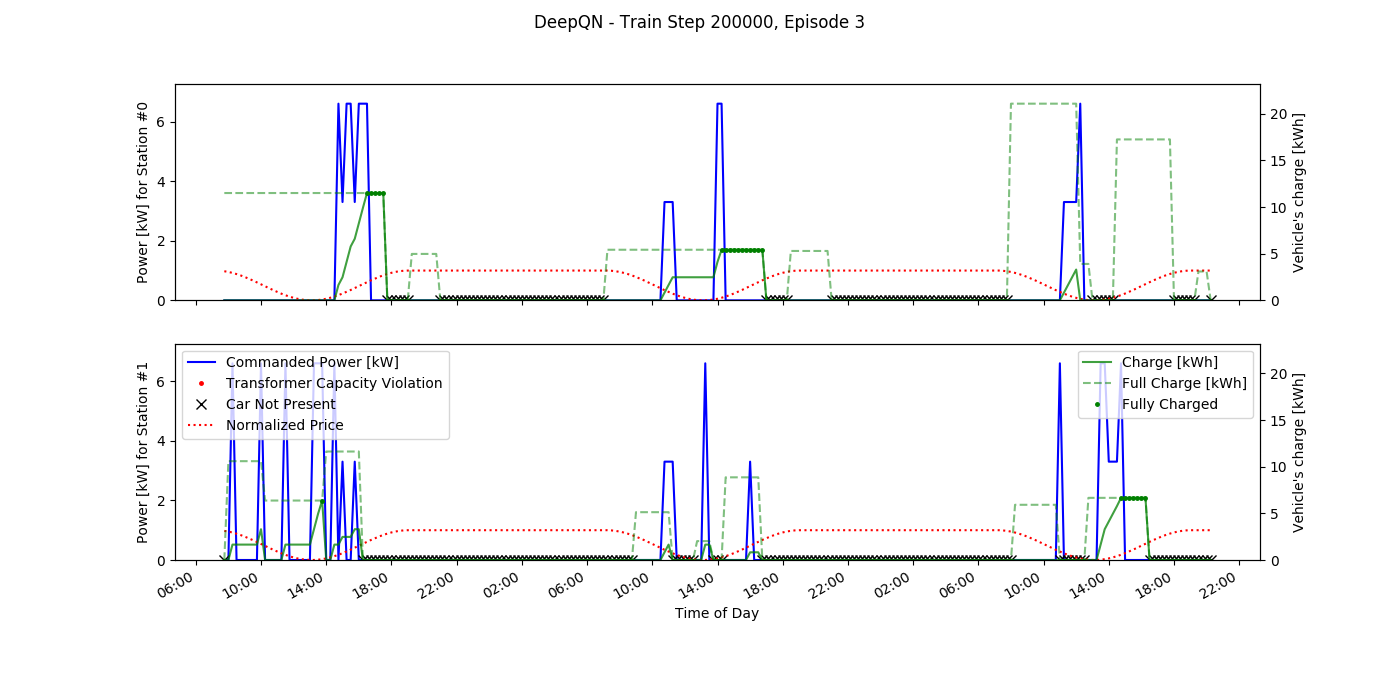 DeepQN - Train Step 200000, Episode 3
Power [kW] for Station #0
0
2
4
6
Vehicle's charge [kWh]
0
5
10
15
20
Power [kW] for Station #1
0
2
4
6
Commanded Power [kW]
Transformer Capacity Violation
Car Not Present
Normalized Price
Charge [kWh]
Full Charge [kWh]
Fully Charged
Vehicle's charge [kWh]
0
5
10
15
20
06:00
10:00
14:00
18:00
22:00
02:00
06:00
10:00
14:00
18:00
22:00
02:00
06:00
10:00
14:00
18:00
22:00
Time of Day